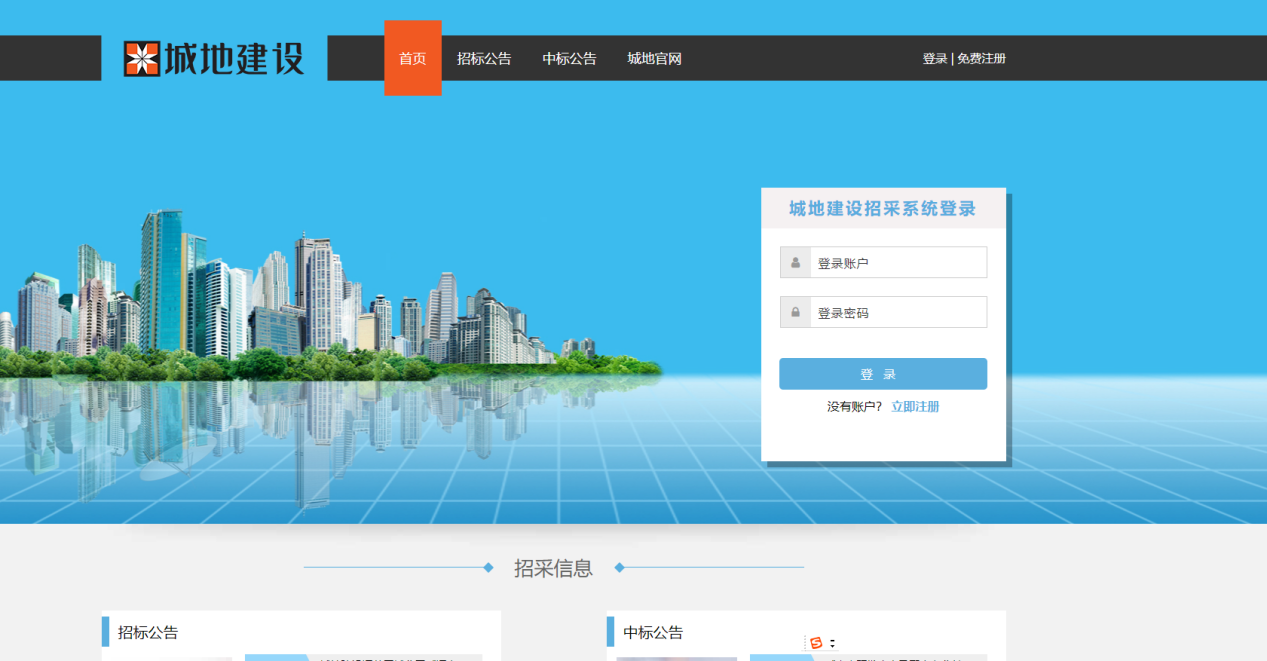 城地建设
首页 招标公告 中标公告 城地官网
登录 | 免费注册
城地建设招采系统登录
登录账户
登录密码
登 录
没有账户? 立即注册
招采信息
招标公告
中标公告